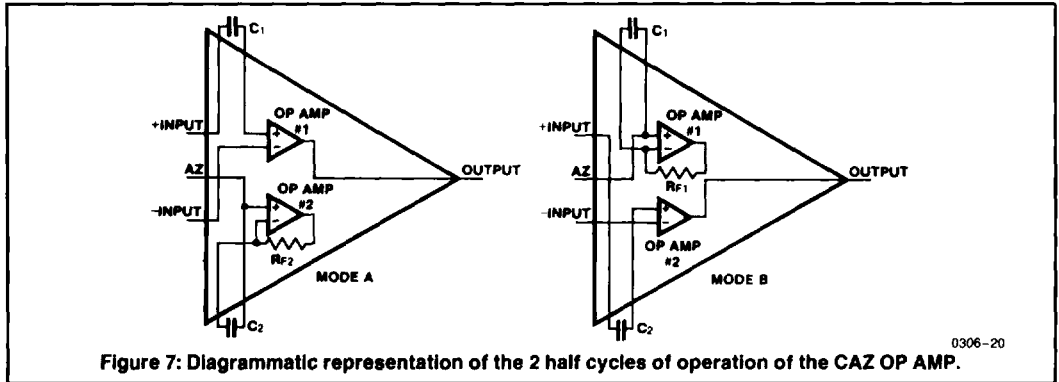 C1
OP AMP
#1
+INPUT
AZ
OP AMP
#2
-INPUT
RF2
OUTPUT
MODE A
C2
C1
OP AMP
#1
+INPUT
AZ
RF1
-INPUT
OP AMP
#2
OUTPUT
MODE B
C2
+
-
+
-
+
-
+
-
0306-20
Figure 7: Diagrammatic representation of the 2 half cycles of operation of the CAZ OP AMP.